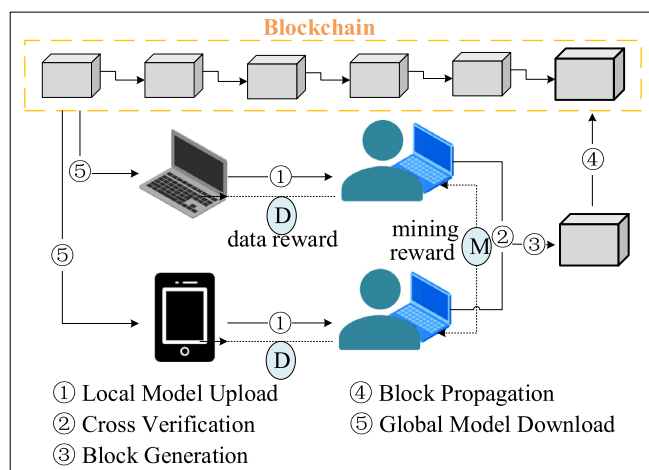 Blockchain
⑤
①
D
data reward
mining
reward
M
②
③
④
⑤
①
D
① Local Model Upload
② Cross Verification
③ Block Generation
④ Block Propagation
⑤ Global Model Download